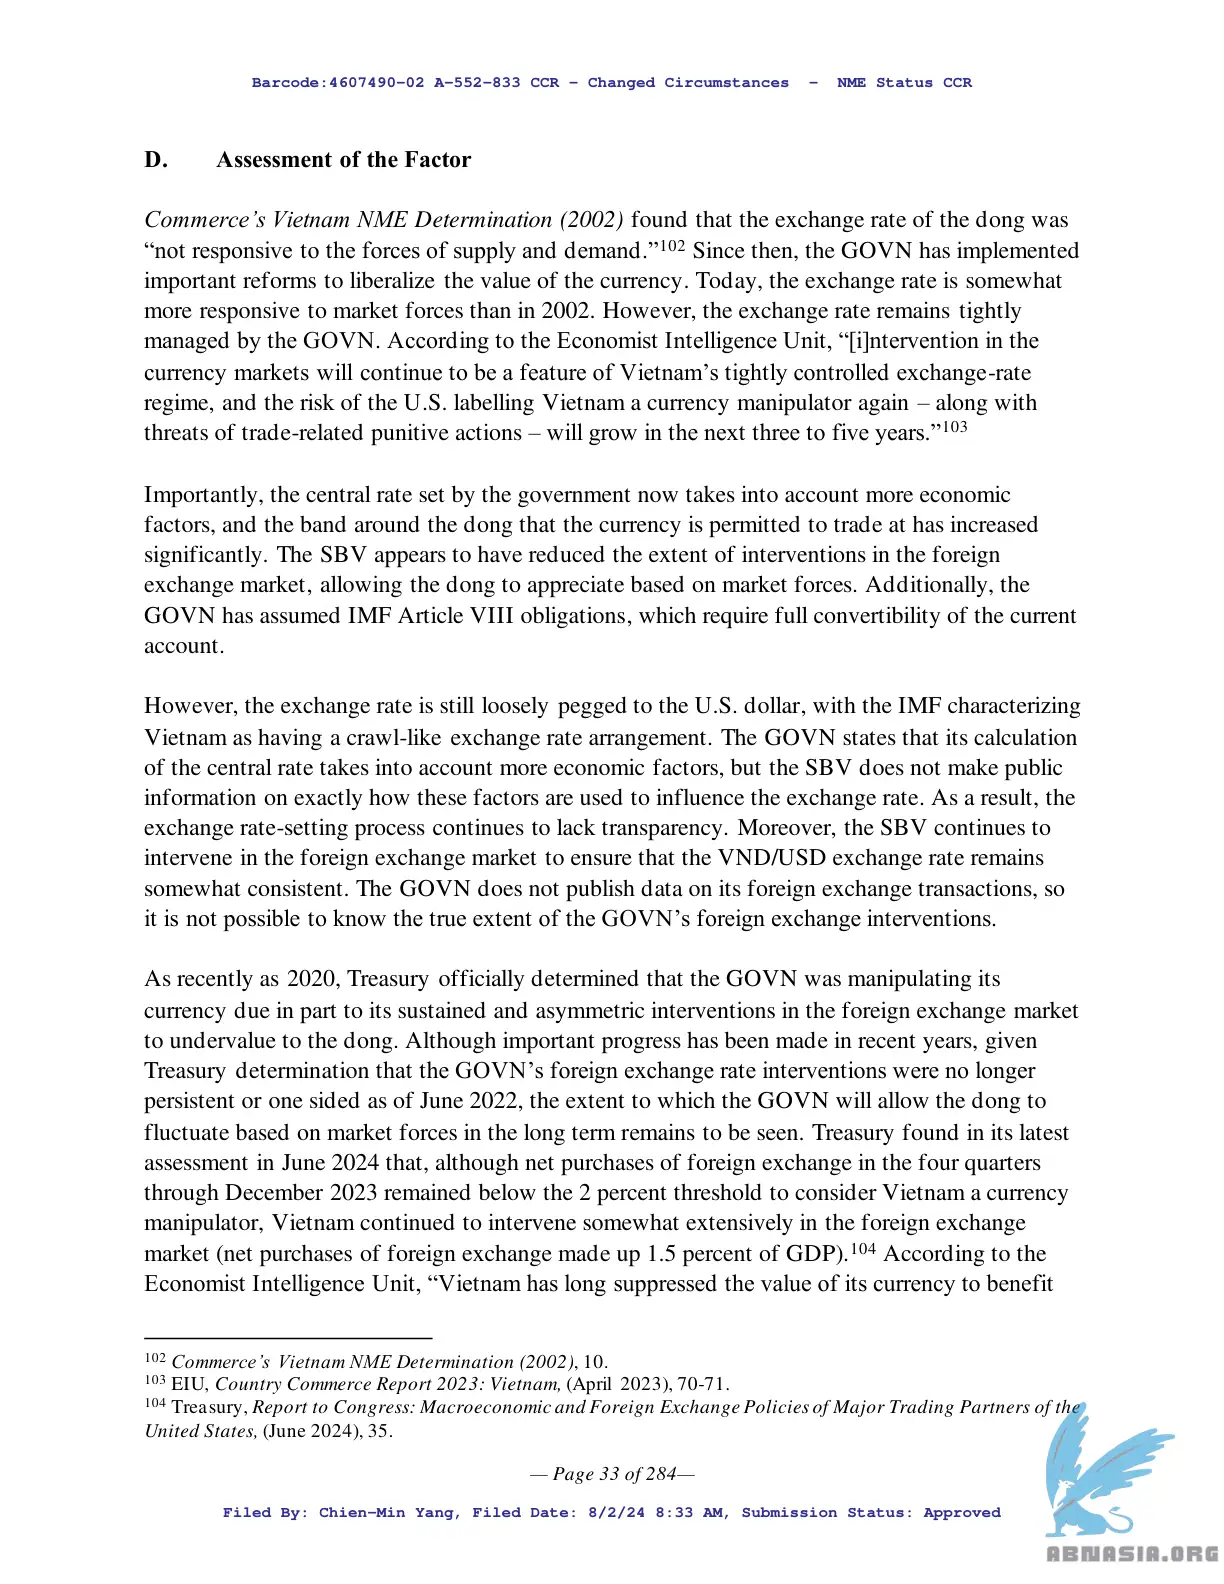 Barcode:4607490-02 A-552-833 CCR - Changed Circumstances - NME Status CCR
D. Assessment of the Factor
Commerce’s Vietnam NME Determination (2002) found that the exchange rate of the dong was
“not responsive to the forces of supply and demand.”102 Since then, the GOVN has implemented
important reforms to liberalize the value of the currency. Today, the exchange rate is somewhat
more responsive to market forces than in 2002. However, the exchange rate remains tightly
managed by the GOVN. According to the Economist Intelligence Unit, “[i]ntervention in the
currency markets will continue to be a feature of Vietnam’s tightly controlled exchange-rate
regime, and the risk of the U.S. labelling Vietnam a currency manipulator again – along with
threats of trade-related punitive actions – will grow in the next three to five years.”103
Importantly, the central rate set by the government now takes into account more economic
factors, and the band around the dong that the currency is permitted to trade at has increased
significantly. The SBV appears to have reduced the extent of interventions in the foreign
exchange market, allowing the dong to appreciate based on market forces. Additionally, the
GOVN has assumed IMF Article VIII obligations, which require full convertibility of the current
account.
However, the exchange rate is still loosely pegged to the U.S. dollar, with the IMF characterizing
Vietnam as having a crawl-like exchange rate arrangement. The GOVN states that its calculation
of the central rate takes into account more economic factors, but the SBV does not make public
information on exactly how these factors are used to influence the exchange rate. As a result, the
exchange rate-setting process continues to lack transparency. Moreover, the SBV continues to
intervene in the foreign exchange market to ensure that the VND/USD exchange rate remains
somewhat consistent. The GOVN does not publish data on its foreign exchange transactions, so
it is not possible to know the true extent of the GOVN’s foreign exchange interventions.
As recently as 2020, Treasury officially determined that the GOVN was manipulating its
currency due in part to its sustained and asymmetric interventions in the foreign exchange market
to undervalue to the dong. Although important progress has been made in recent years, given
Treasury determination that the GOVN’s foreign exchange rate interventions were no longer
persistent or one sided as of June 2022, the extent to which the GOVN will allow the dong to
fluctuate based on market forces in the long term remains to be seen. Treasury found in its latest
assessment in June 2024 that, although net purchases of foreign exchange in the four quarters
through December 2023 remained below the 2 percent threshold to consider Vietnam a currency
manipulator, Vietnam continued to intervene somewhat extensively in the foreign exchange
market (net purchases of foreign exchange made up 1.5 percent of GDP).104 According to the
Economist Intelligence Unit, “Vietnam has long suppressed the value of its currency to benefit
102 Commerce’s Vietnam NME Determination (2002), 10.
103 EIU, Country Commerce Report 2023: Vietnam, (April 2023), 70-71.
104 Treasury, Report to Congress: Macroeconomic and Foreign Exchange Policies of Major Trading Partners of the
United States, (June 2024), 35.
— Page 33 of 284—
Filed By: Chien-Min Yang, Filed Date: 8/2/24 8:33 AM, Submission Status: Approved
ABNASIA.ORG